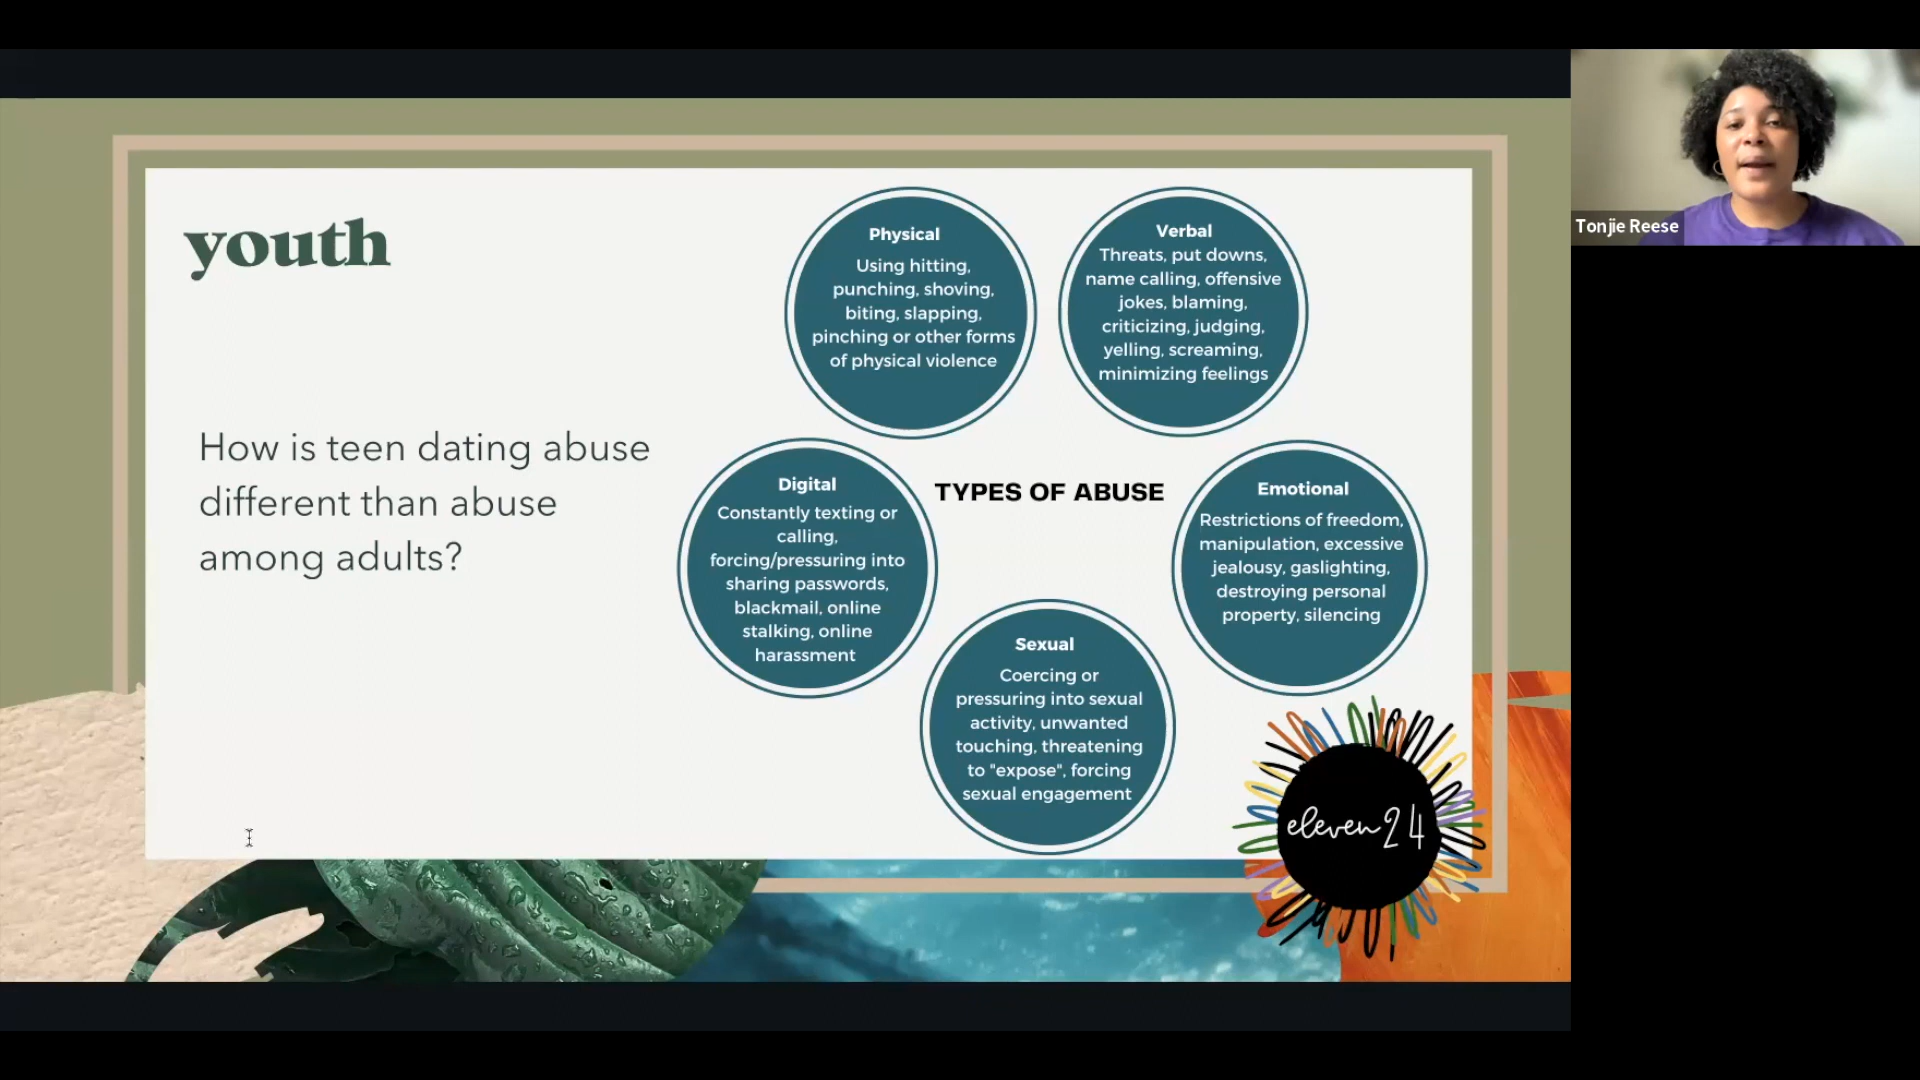 youth
How is teen dating abuse
different than abuse
among adults?
Physical
Using hitting,
punching, shoving,
biting, slapping,
pinching or other forms
of physical violence
Verbal
Threats, put downs,
name calling, offensive
jokes, blaming,
criticizing, judging,
yelling, screaming,
minimizing feelings
Digital
Constantly texting or
calling,
forcing/pressuring into
sharing passwords,
blackmail, online
stalking, online
harassment
TYPES OF ABUSE
Emotional
Restrictions of freedom,
manipulation, excessive
jealousy, gaslighting,
destroying personal
property, silencing
Sexual
Coercing or
pressuring into sexual
activity, unwanted
touching, threatening
to "expose", forcing
sexual engagement
eleven24
Tonjie Reese